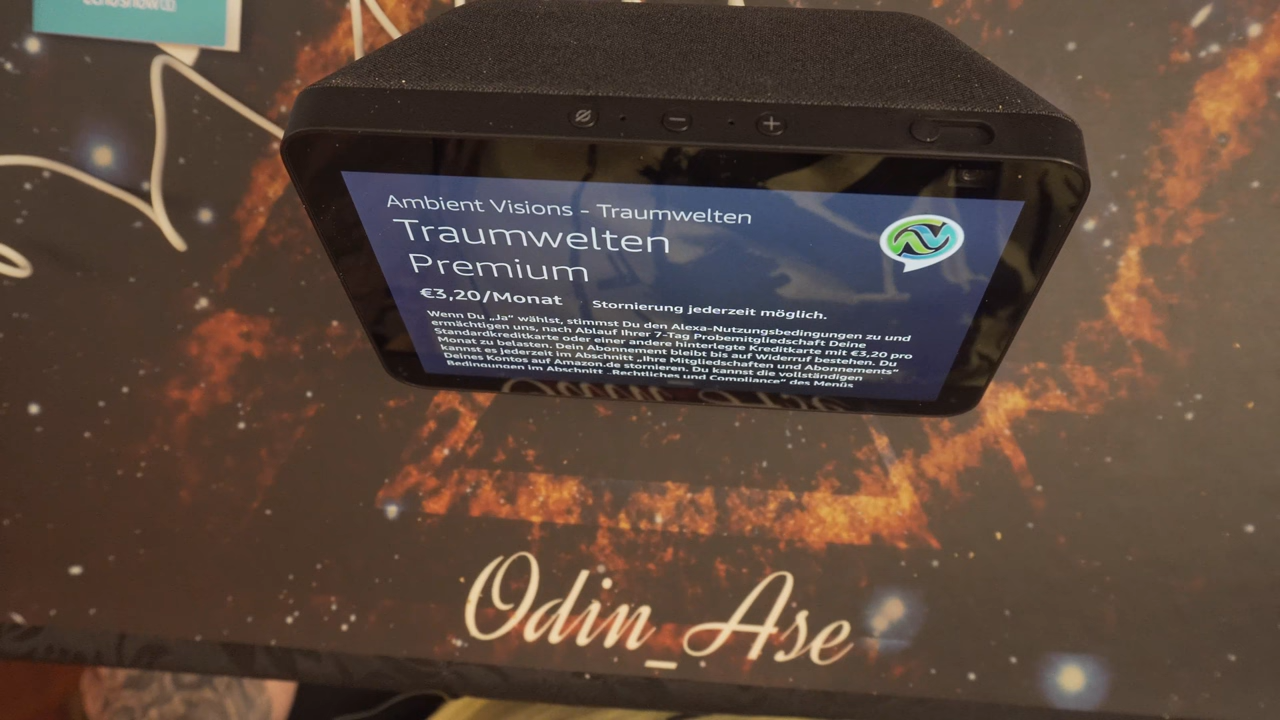 echo show
Ambient Visions - Traumwelten
Traumwelten
Premium
€3,20/Monat Stornierung jederzeit möglich.
Wenn Du „Ja“ wählst, stimmst Du den Alexa-Nutzungsbedingungen zu und
ermächtigen uns, nach Ablauf Ihrer 7-Tag Probemitgliedschaft Deine
Standardkreditkarte oder einer andere hinterlegte Kreditkarte mit €3,20 pro
Monat zu belasten. Dein Abonnement bleibt bis auf Widerruf bestehen. Du
kannst es jederzeit im Abschnitt „Ihre Mitgliedschaften und Abonnements“
Deines Kontos auf Amazon.de stornieren. Du kannst die vollständigen
Bedingungen im Abschnitt „Rechtliches und Compliance“ des Menüs
Odin_Ase